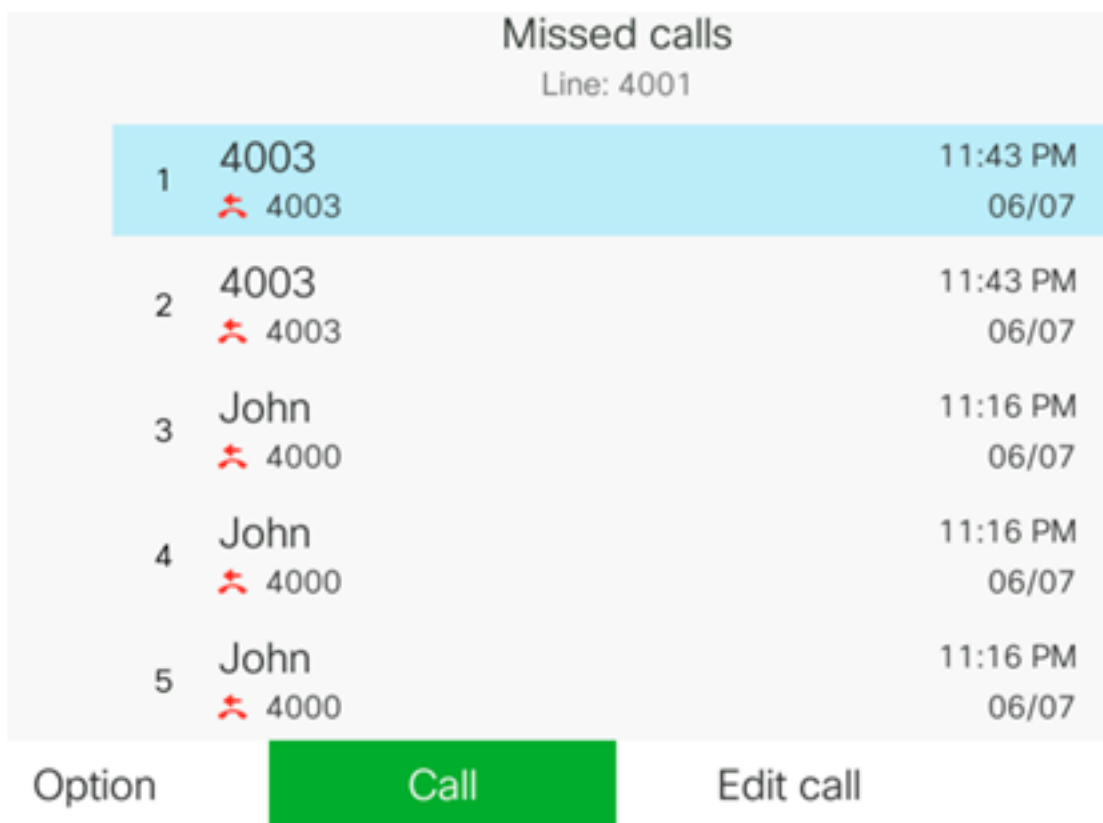 Missed calls
Line: 4001
1 4003 11:43 PM
4003 06/07
2 4003 11:43 PM
4003 06/07
3 John 11:16 PM
4000 06/07
4 John 11:16 PM
4000 06/07
5 John 11:16 PM
4000 06/07
Option Call Edit call